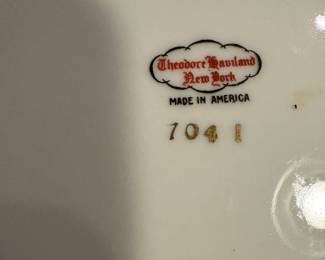 Theodore Haviland
New York
MADE IN AMERICA
7041